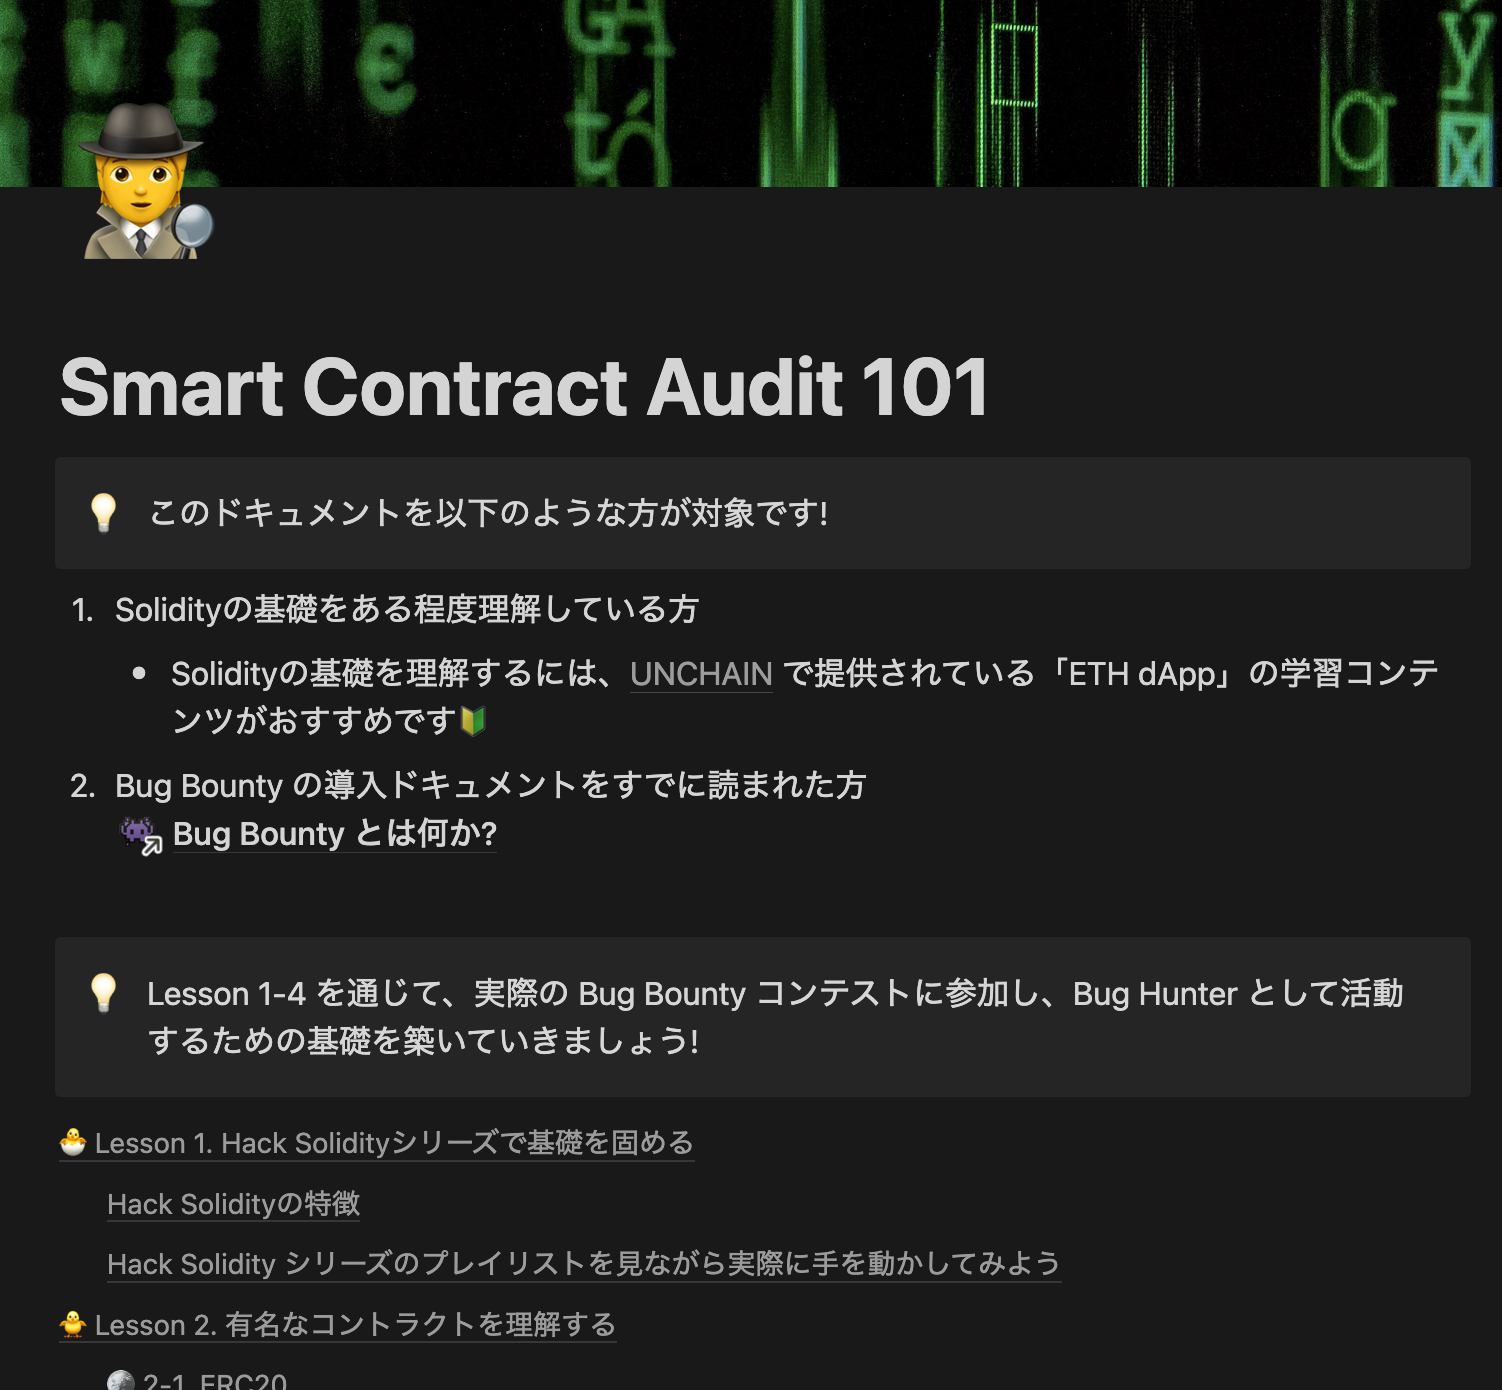 Smart Contract Audit 101
💡 このドキュメントを以下のような方が対象です!
1. Solidityの基礎をある程度理解している方
• Solidityの基礎を理解するには、UNCHAIN で提供されている「ETH dApp」の学習コンテ
ンツがおすすめです🔰
2. Bug Bounty の導入ドキュメントをすでに読まれた方
Bug Bounty とは何か?
💡 Lesson 1-4 を通じて、実際の Bug Bounty コンテストに参加し、Bug Hunter として活動
するための基礎を築いていきましょう!
🐣 Lesson 1. Hack Solidityシリーズで基礎を固める
Hack Solidityの特徴
Hack Solidity シリーズのプレイリストを見ながら実際に手を動かしてみよう
🐥 Lesson 2. 有名なコントラクトを理解する
2-1. ERC20